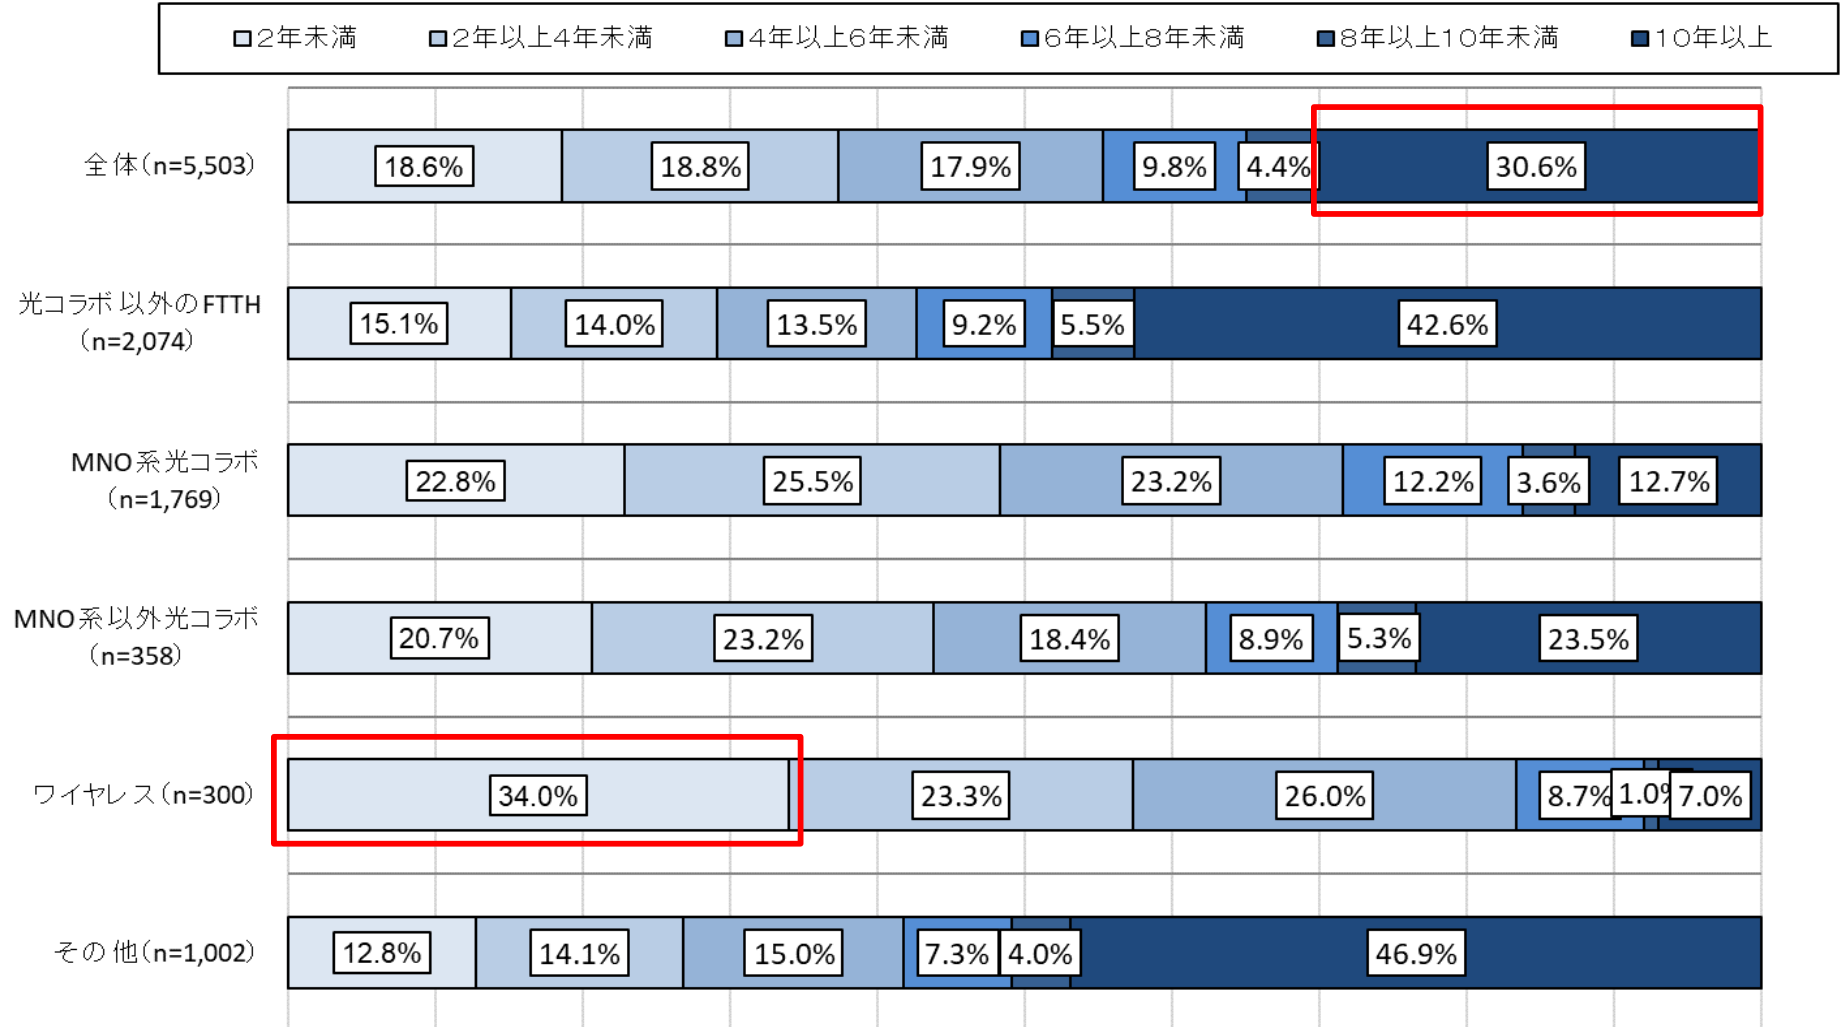 2年未満 2年以上4年未満 4年以上6年未満 6年以上8年未満 8年以上10年未満 10年以上
全体(n=5,503) 18.6% 18.8% 17.9% 9.8% 4.4% 30.6%
光コラボ以外のFTTH
(n=2,074)
15.1% 14.0% 13.5% 9.2% 5.5% 42.6%
MNO系光コラボ
(n=1,769)
22.8% 25.5% 23.2% 12.2% 3.6% 12.7%
MNO系以外光コラボ
(n=358)
20.7% 23.2% 18.4% 8.9% 5.3% 23.5%
ワイヤレス(n=300) 34.0% 23.3% 26.0% 8.7% 1.0% 7.0%
その他(n=1,002) 12.8% 14.1% 15.0% 7.3% 4.0% 46.9%